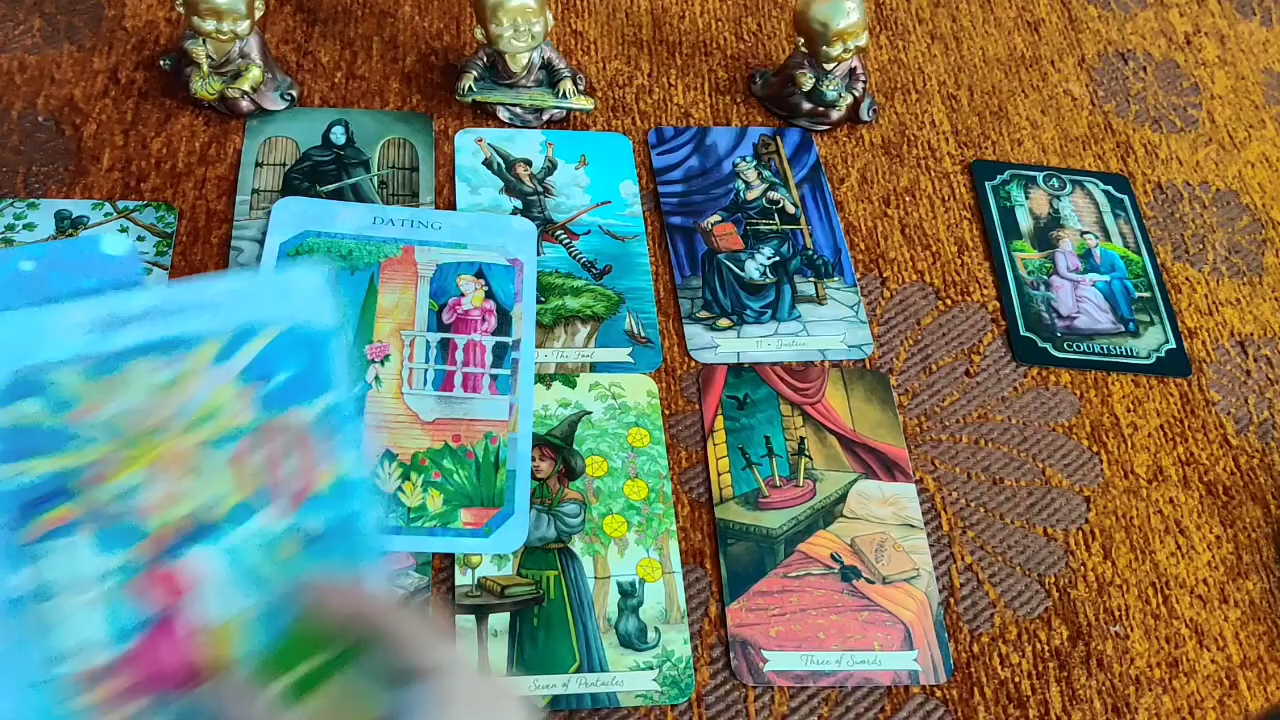 DATING
0 • The Fool
11 • Justice
4
COURTSHIP
Seven of Pentacles
Three of Swords